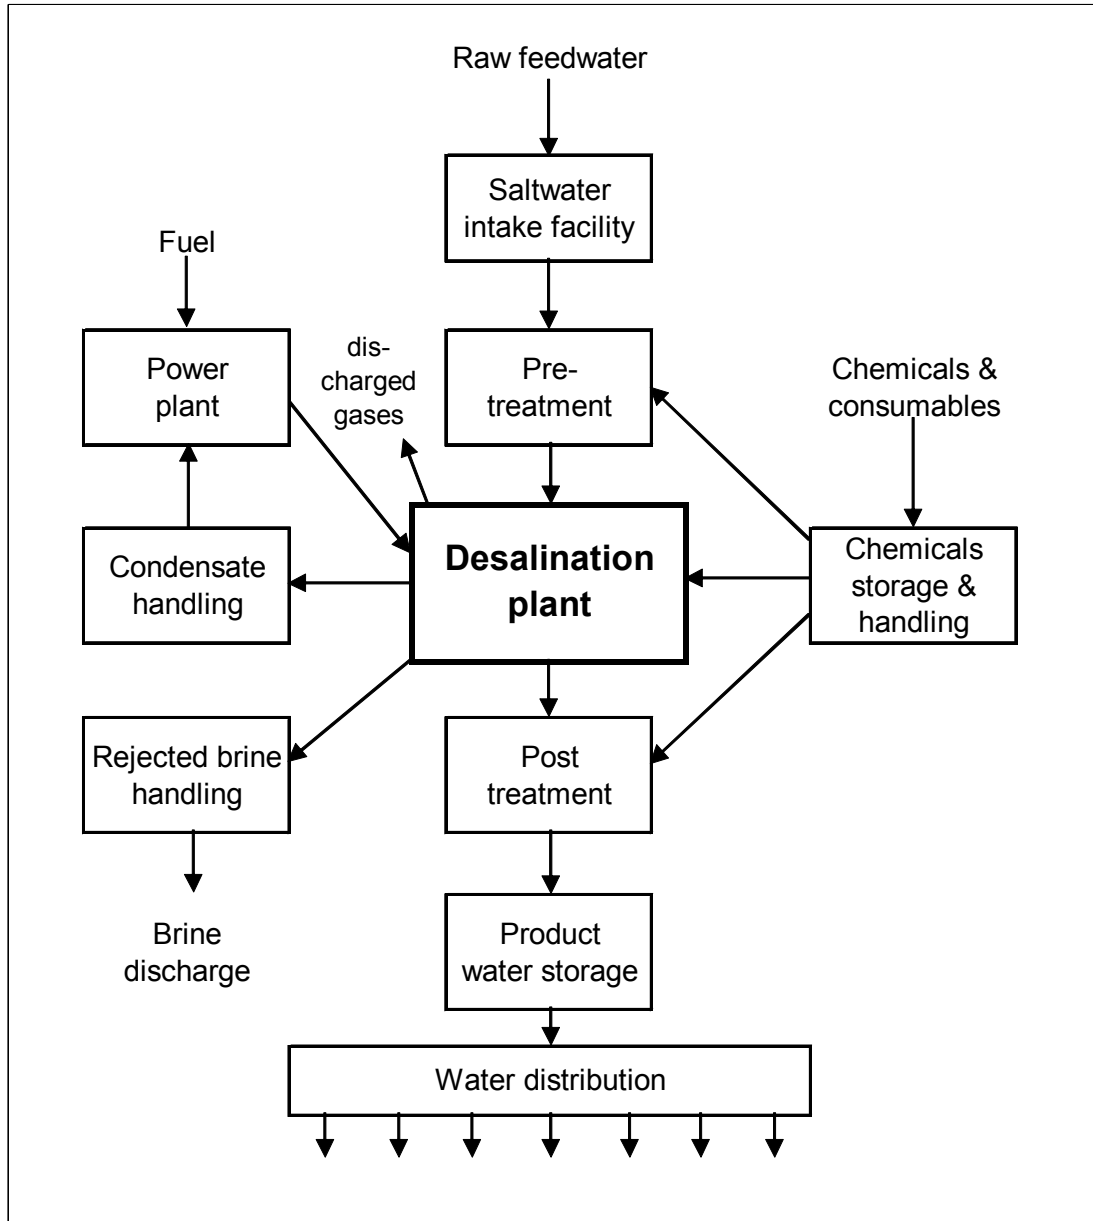 Raw feedwater
Saltwater
intake facility
Fuel
Power
plant
dis-
charged
gases
Pre-
treatment
Chemicals &
consumables
Condensate
handling
Desalination
plant
Chemicals
storage &
handling
Rejected brine
handling
Post
treatment
Brine
discharge
Product
water storage
Water distribution